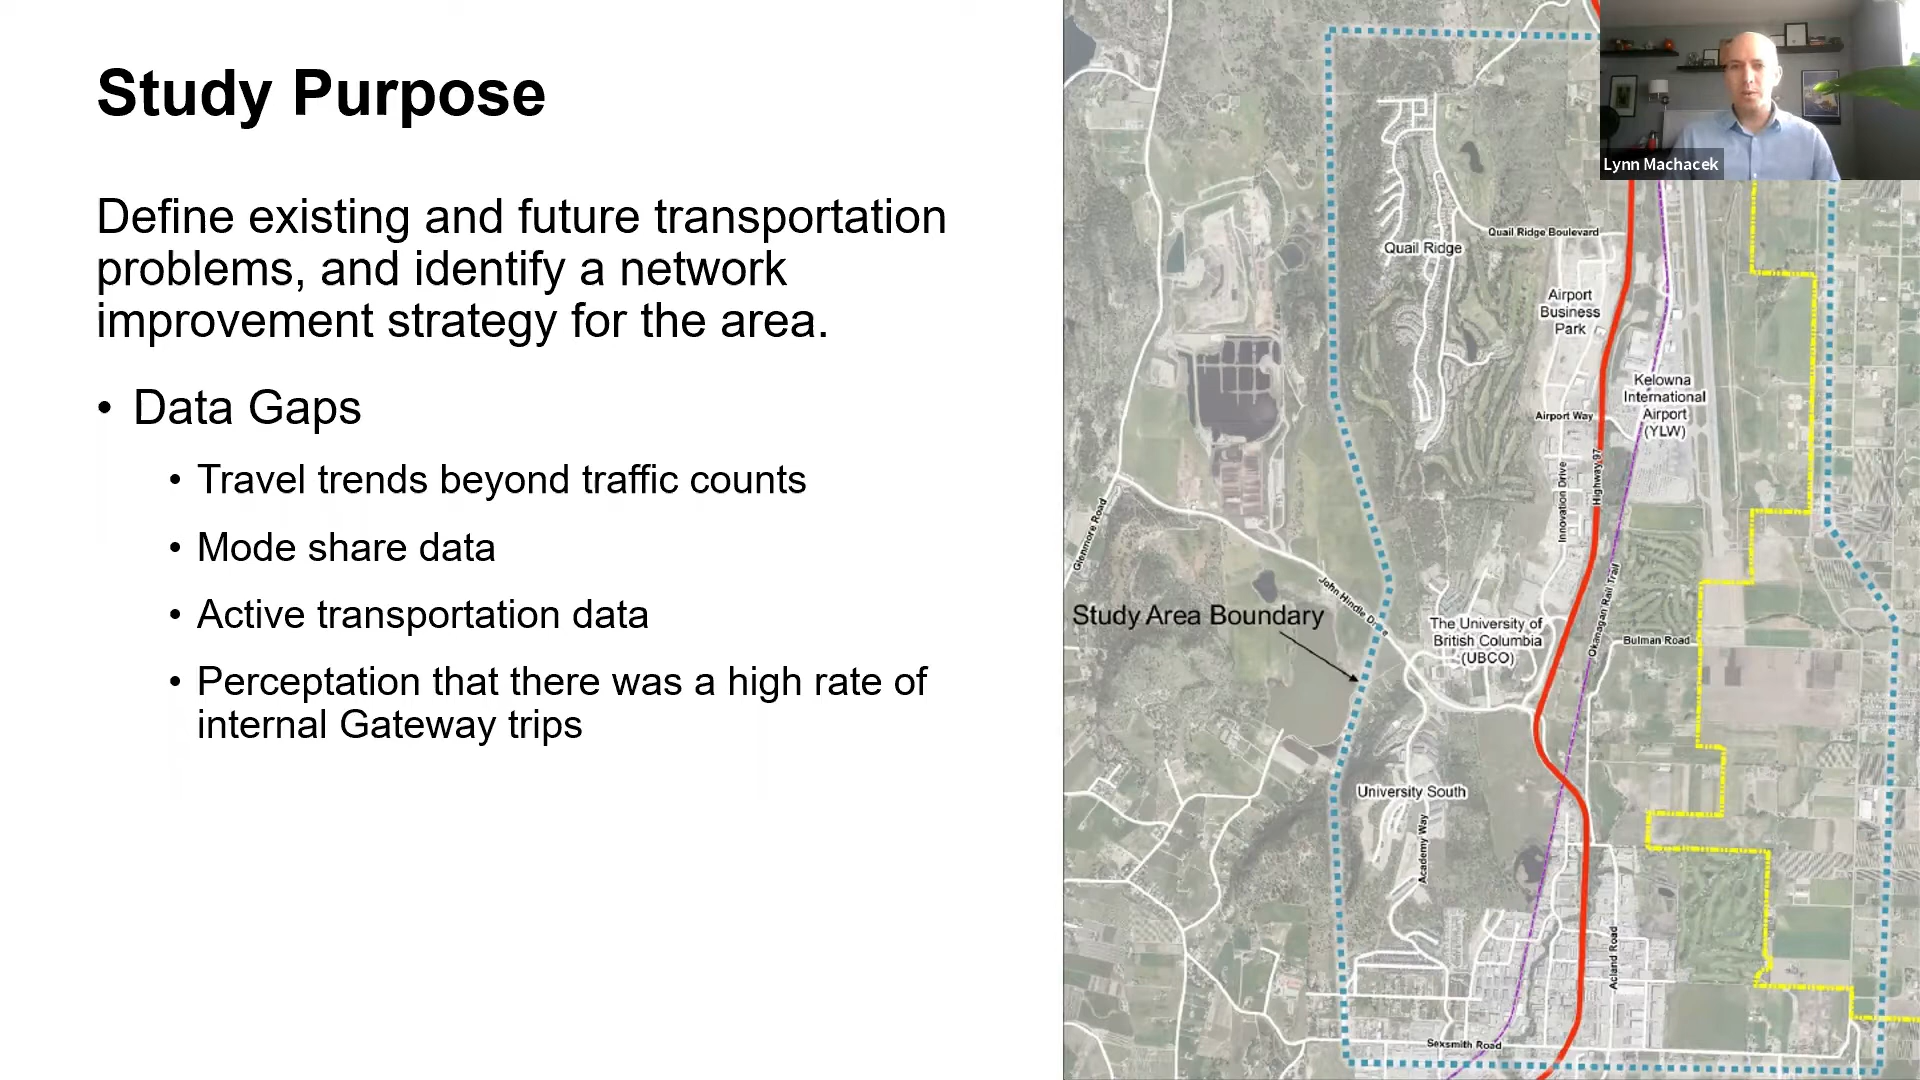 Study Purpose
Define existing and future transportation
problems, and identify a network
improvement strategy for the area.
• Data Gaps
• Travel trends beyond traffic counts
• Mode share data
• Active transportation data
• Perceptation that there was a high rate of
internal Gateway trips
Lynn Machacek
Quail Ridge Boulevard
Quail Ridge
Airport
Business
Park
Kelowna
International
Airport
(YLW)
Airport Way
Highway 97
Innovation Drive
Glenmore Road
John Hindle Drive
Okanagan Rail Trail
Study Area Boundary
The University of
British Columbia
(UBCO)
Bulman Road
University South
Academy Way
Acland Road
Sexsmith Road